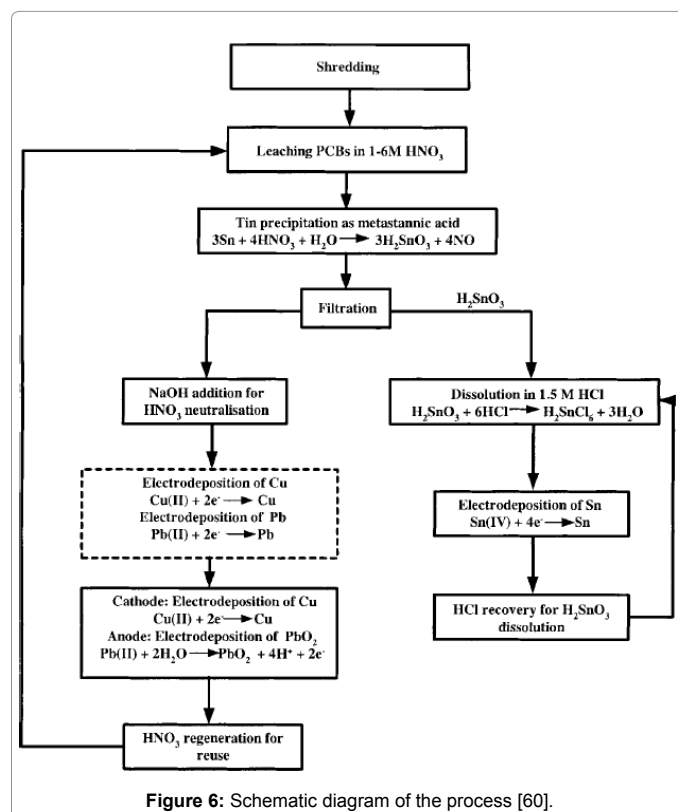 Shredding
Leaching PCBs in 1-6M HNO₃
Tin precipitation as metastannic acid
3Sn + 4HNO₃ + H₂O → 3H₂SnO₃ + 4NO
Filtration
H₂SnO₃
NaOH addition for
HNO₃ neutralisation
Electrodeposition of Cu
Cu(II) + 2e⁻ → Cu
Electrodeposition of Pb
Pb(II) + 2e⁻ → Pb
Cathode: Electrodeposition of Cu
Cu(II) + 2e⁻ → Cu
Anode: Electrodeposition of PbO₂
Pb(II) + 2H₂O → PbO₂ + 4H⁺ + 2e⁻
HNO₃ regeneration for
reuse
Dissolution in 1.5 M HCl
H₂SnO₃ + 6HCl → H₂SnCl₆ + 3H₂O
Electrodeposition of Sn
Sn(IV) + 4e⁻ → Sn
HCl recovery for H₂SnO₃
dissolution
Figure 6: Schematic diagram of the process [60].